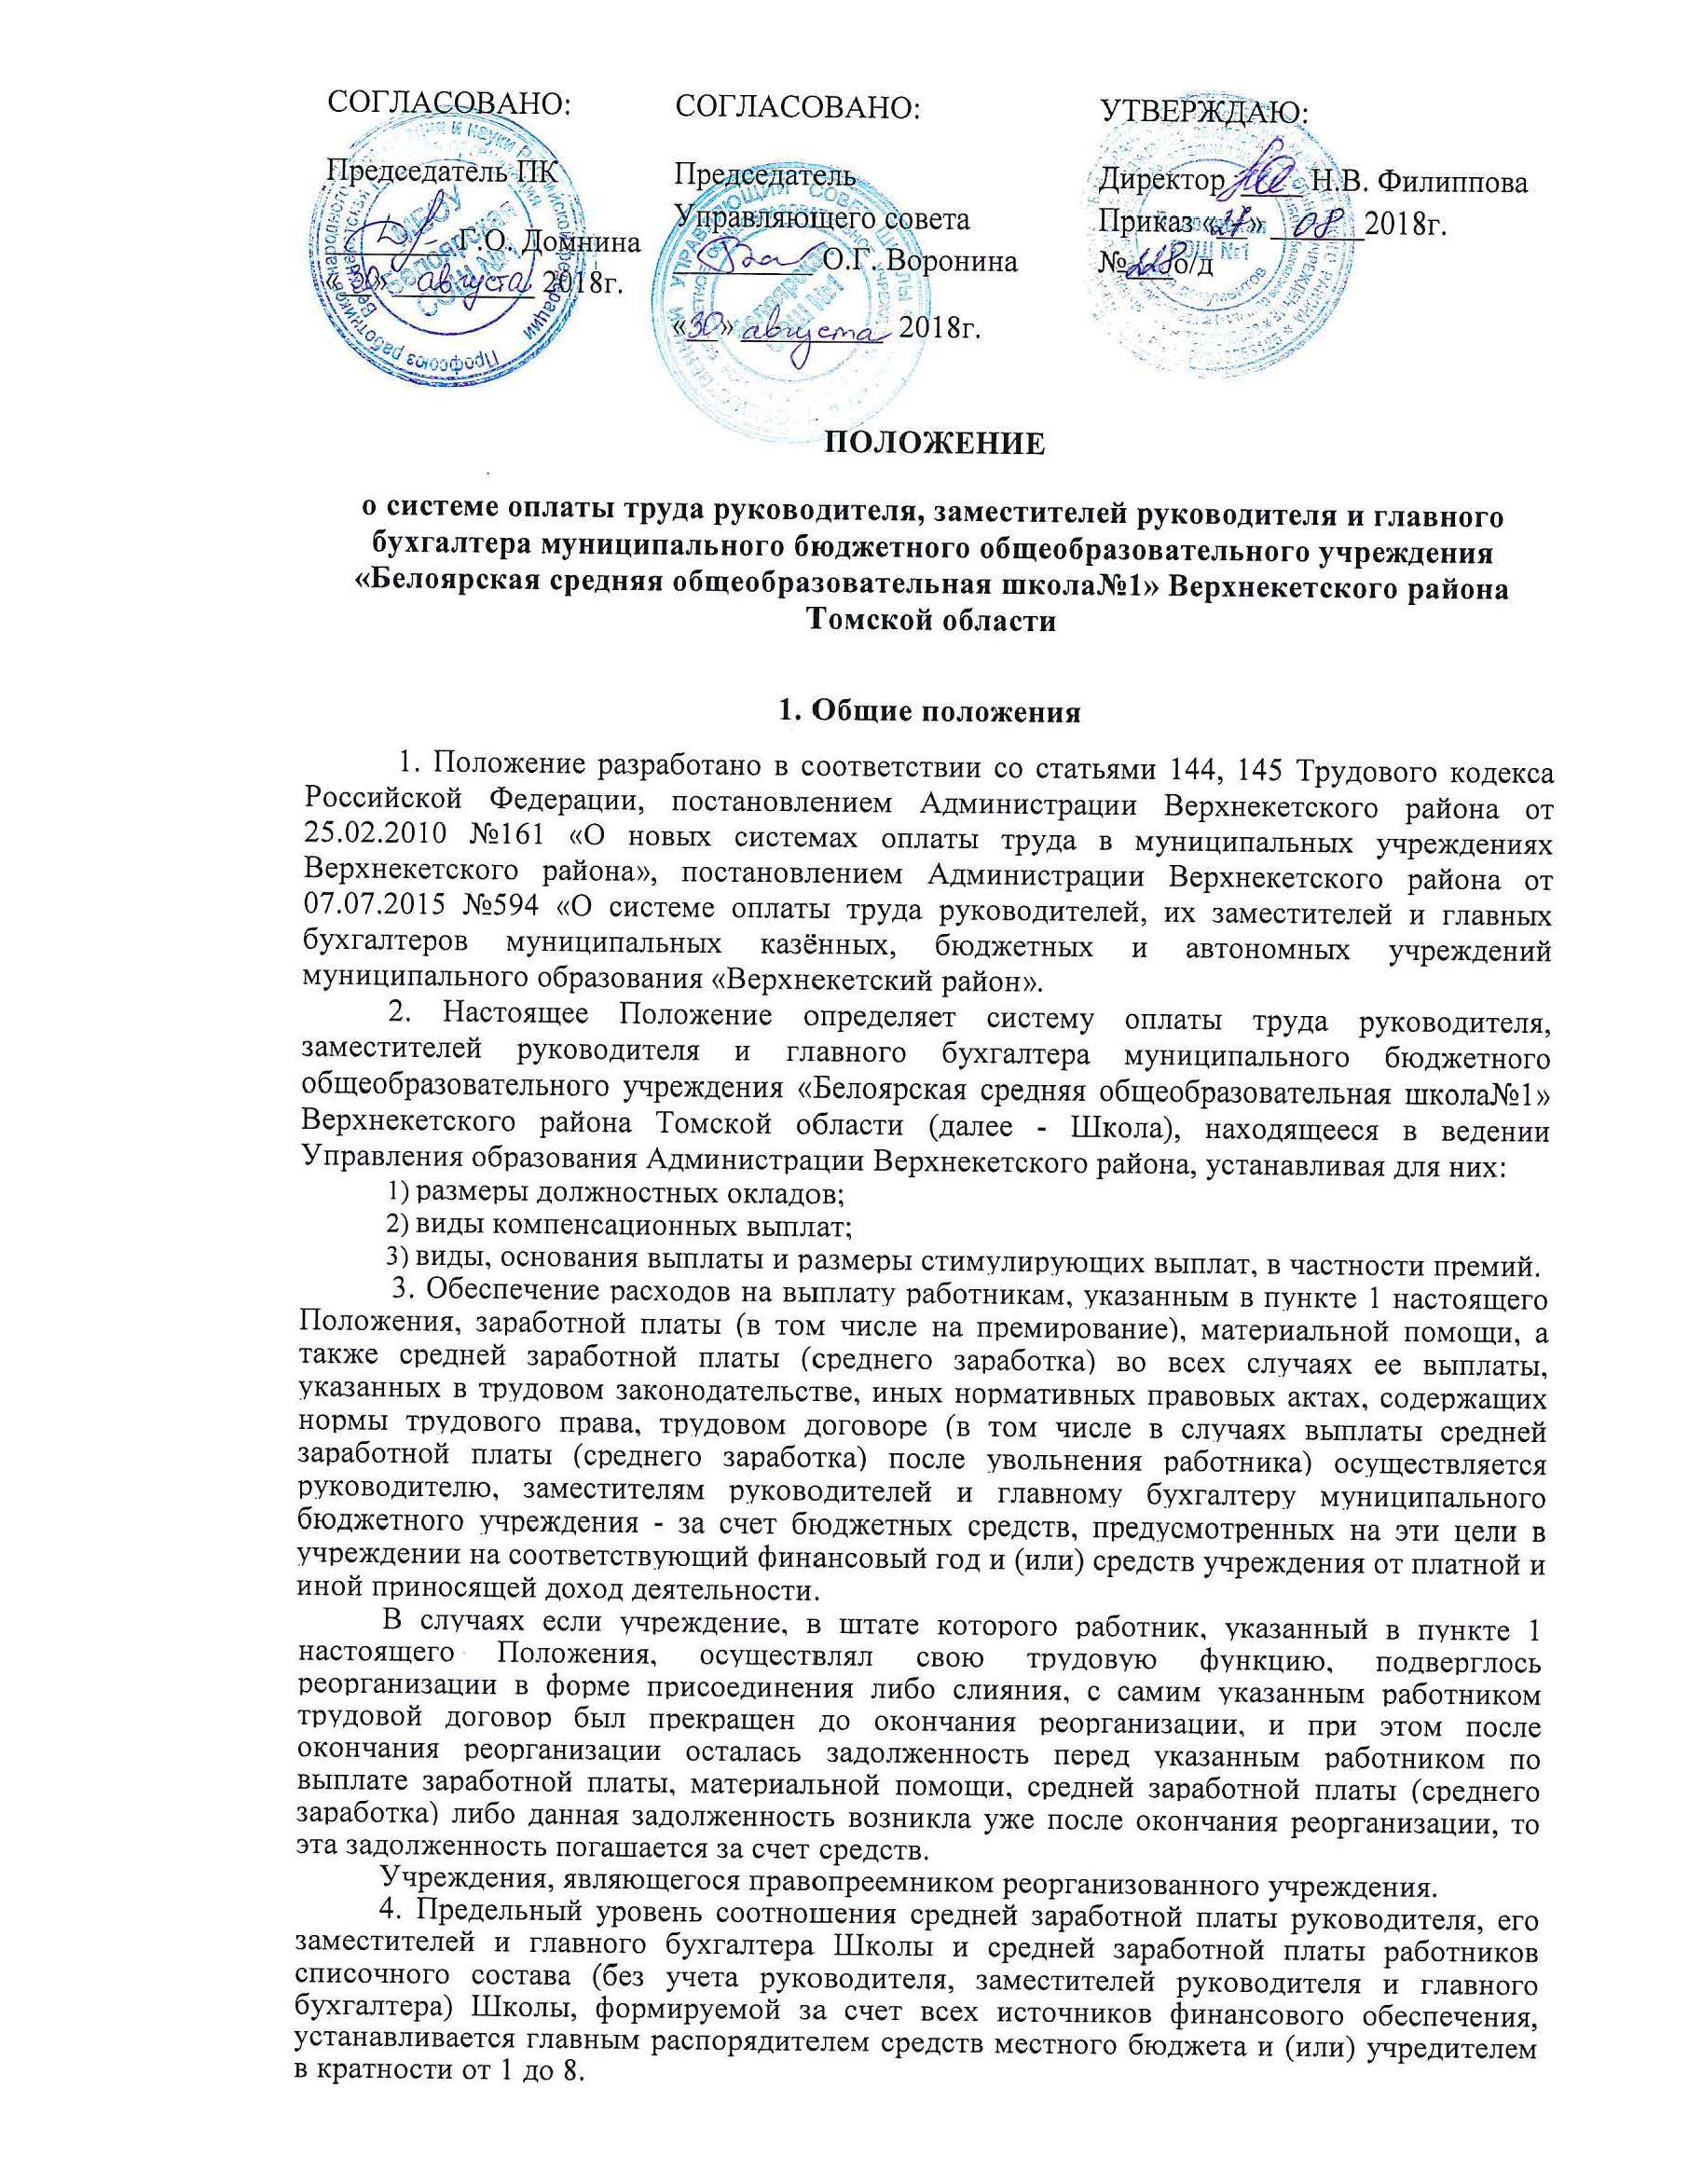 СОГЛАСОВАНО:
Председатель ПК
Г.О. Домнина
«30» августа 2018г.
СОГЛАСОВАНО:
Председатель
Управляющего совета
О.Г. Воронина
«30» августа 2018г.
УТВЕРЖДАЮ:
Директор Н.В. Филиппова
Приказ «27» 08 2018г.
№228о/д
ПОЛОЖЕНИЕ
о системе оплаты труда руководителя, заместителей руководителя и главного
бухгалтера муниципального бюджетного общеобразовательного учреждения
«Белоярская средняя общеобразовательная школа№1» Верхнекетского района
Томской области
1. Общие положения
1. Положение разработано в соответствии со статьями 144, 145 Трудового кодекса
Российской Федерации, постановлением Администрации Верхнекетского района от
25.02.2010 №161 «О новых системах оплаты труда в муниципальных учреждениях
Верхнекетского района», постановлением Администрации Верхнекетского района от
07.07.2015 №594 «О системе оплаты труда руководителей, их заместителей и главных
бухгалтеров муниципальных казённых, бюджетных и автономных учреждений
муниципального образования «Верхнекетский район».
2. Настоящее Положение определяет систему оплаты труда руководителя,
заместителей руководителя и главного бухгалтера муниципального бюджетного
общеобразовательного учреждения «Белоярская средняя общеобразовательная школа№1»
Верхнекетского района Томской области (далее - Школа), находящееся в ведении
Управления образования Администрации Верхнекетского района, устанавливая для них:
1) размеры должностных окладов;
2) виды компенсационных выплат;
3) виды, основания выплаты и размеры стимулирующих выплат, в частности премий.
3. Обеспечение расходов на выплату работникам, указанным в пункте 1 настоящего
Положения, заработной платы (в том числе на премирование), материальной помощи, а
также средней заработной платы (среднего заработка) во всех случаях ее выплаты,
указанных в трудовом законодательстве, иных нормативных правовых актах, содержащих
нормы трудового права, трудовом договоре (в том числе в случаях выплаты средней
заработной платы (среднего заработка) после увольнения работника) осуществляется
руководителю, заместителям руководителей и главному бухгалтеру муниципального
бюджетного учреждения - за счет бюджетных средств, предусмотренных на эти цели в
учреждении на соответствующий финансовый год и (или) средств учреждения от платной и
иной приносящей доход деятельности.
В случаях если учреждение, в штате которого работник, указанный в пункте 1
настоящего Положения, осуществлял свою трудовую функцию, подверглось
реорганизации в форме присоединения либо слияния, с самим указанным работником
трудовой договор был прекращен до окончания реорганизации, и при этом после
окончания реорганизации осталась задолженность перед указанным работником по
выплате заработной платы, материальной помощи, средней заработной платы (среднего
заработка) либо данная задолженность возникла уже после окончания реорганизации, то
эта задолженность погашается за счет средств.
Учреждения, являющегося правопреемником реорганизованного учреждения.
4. Предельный уровень соотношения средней заработной платы руководителя, его
заместителей и главного бухгалтера Школы и средней заработной платы работников
списочного состава (без учета руководителя, заместителей руководителя и главного
бухгалтера) Школы, формируемой за счет всех источников финансового обеспечения,
устанавливается главным распорядителем средств местного бюджета и (или) учредителем
в кратности от 1 до 8.